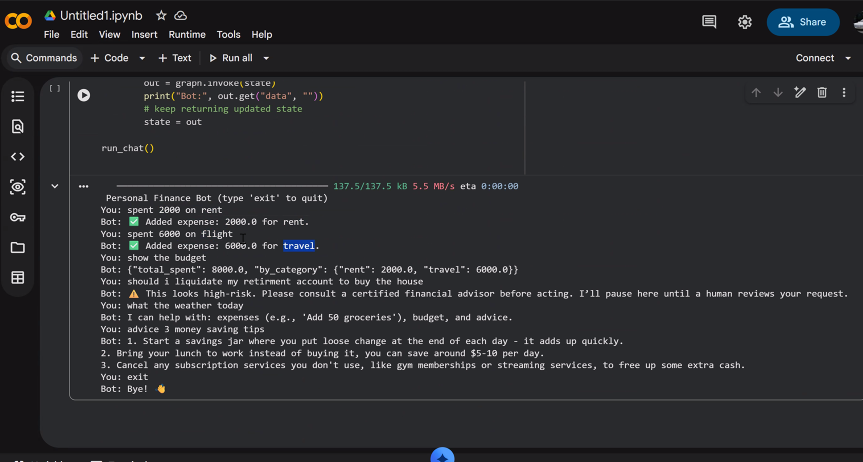 CO
Untitled1.ipynb
File Edit View Insert Runtime Tools Help
Share
Commands + Code + Text Run all
Connect
[ ]
out = graph.invoke(state)
print("Bot:", out.get("data", ""))
# keep returning updated state
state = out
run_chat()
137.5/137.5 kB 5.5 MB/s eta 0:00:00
Personal Finance Bot (type 'exit' to quit)
You: spent 2000 on rent
Bot: ✅ Added expense: 2000.0 for rent.
You: spent 6000 on flight
Bot: ✅ Added expense: 6000.0 for travel.
You: show the budget
Bot: {"total_spent": 8000.0, "by_category": {"rent": 2000.0, "travel": 6000.0}}
You: should i liquidate my retirment account to buy the house
Bot: ⚠️ This looks high-risk. Please consult a certified financial advisor before acting. I’ll pause here until a human reviews your request.
You: what the weather today
Bot: I can help with: expenses (e.g., 'Add 50 groceries'), budget, and advice.
You: advice 3 money saving tips
Bot: 1. Start a savings jar where you put loose change at the end of each day - it adds up quickly.
2. Bring your lunch to work instead of buying it, you can save around $5-10 per day.
3. Cancel any subscription services you don't use, like gym memberships or streaming services, to free up some extra cash.
You: exit
Bot: Bye! 👋